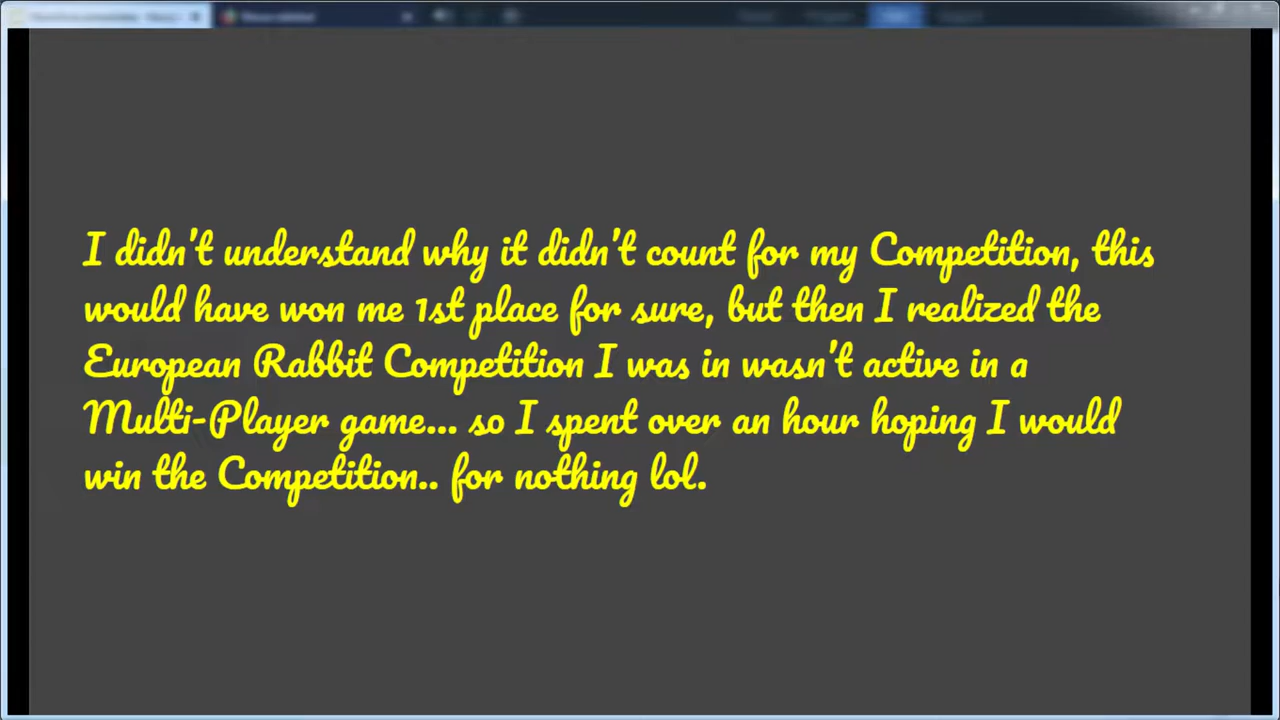 I didn't understand why it didn't count for my Competition, this
would have won me 1st place for sure, but then I realized the
European Rabbit Competition I was in wasn't active in a
Multi-Player game... so I spent over an hour hoping I would
win the Competition.. for nothing lol.